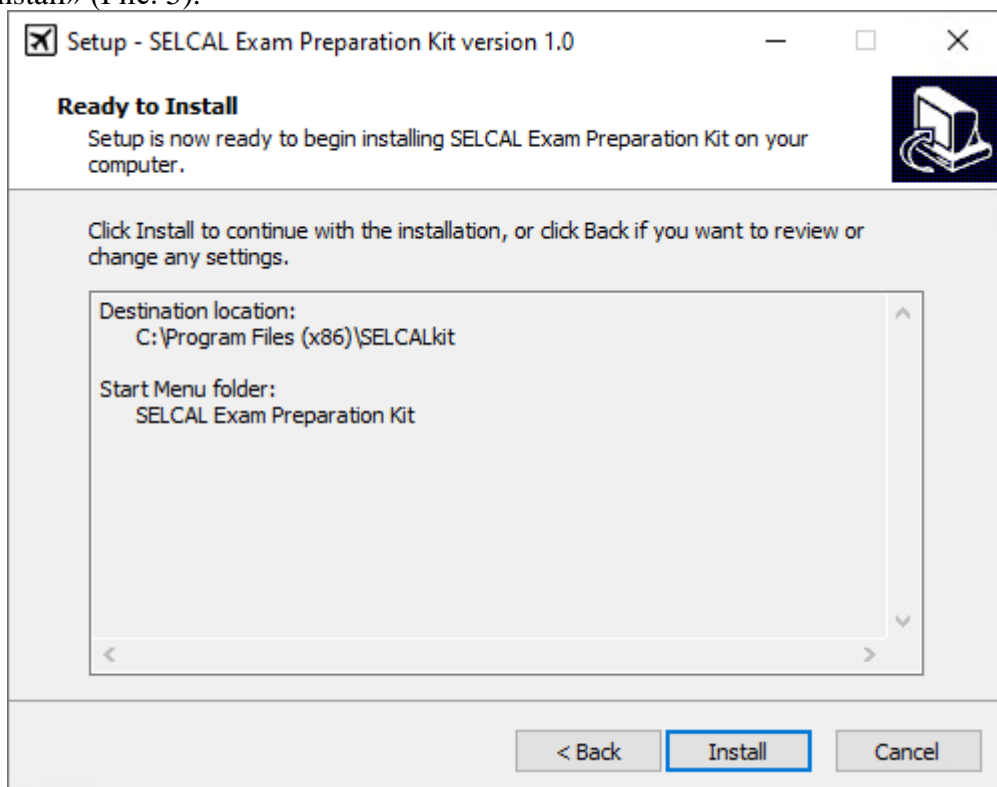 Setup - SELCAL Exam Preparation Kit version 1.0
Ready to Install
Setup is now ready to begin installing SELCAL Exam Preparation Kit on your
computer.
Click Install to continue with the installation, or click Back if you want to review or
change any settings.
Destination location:
C:\Program Files (x86)\SELCALkit
Start Menu folder:
SELCAL Exam Preparation Kit
< Back Install Cancel